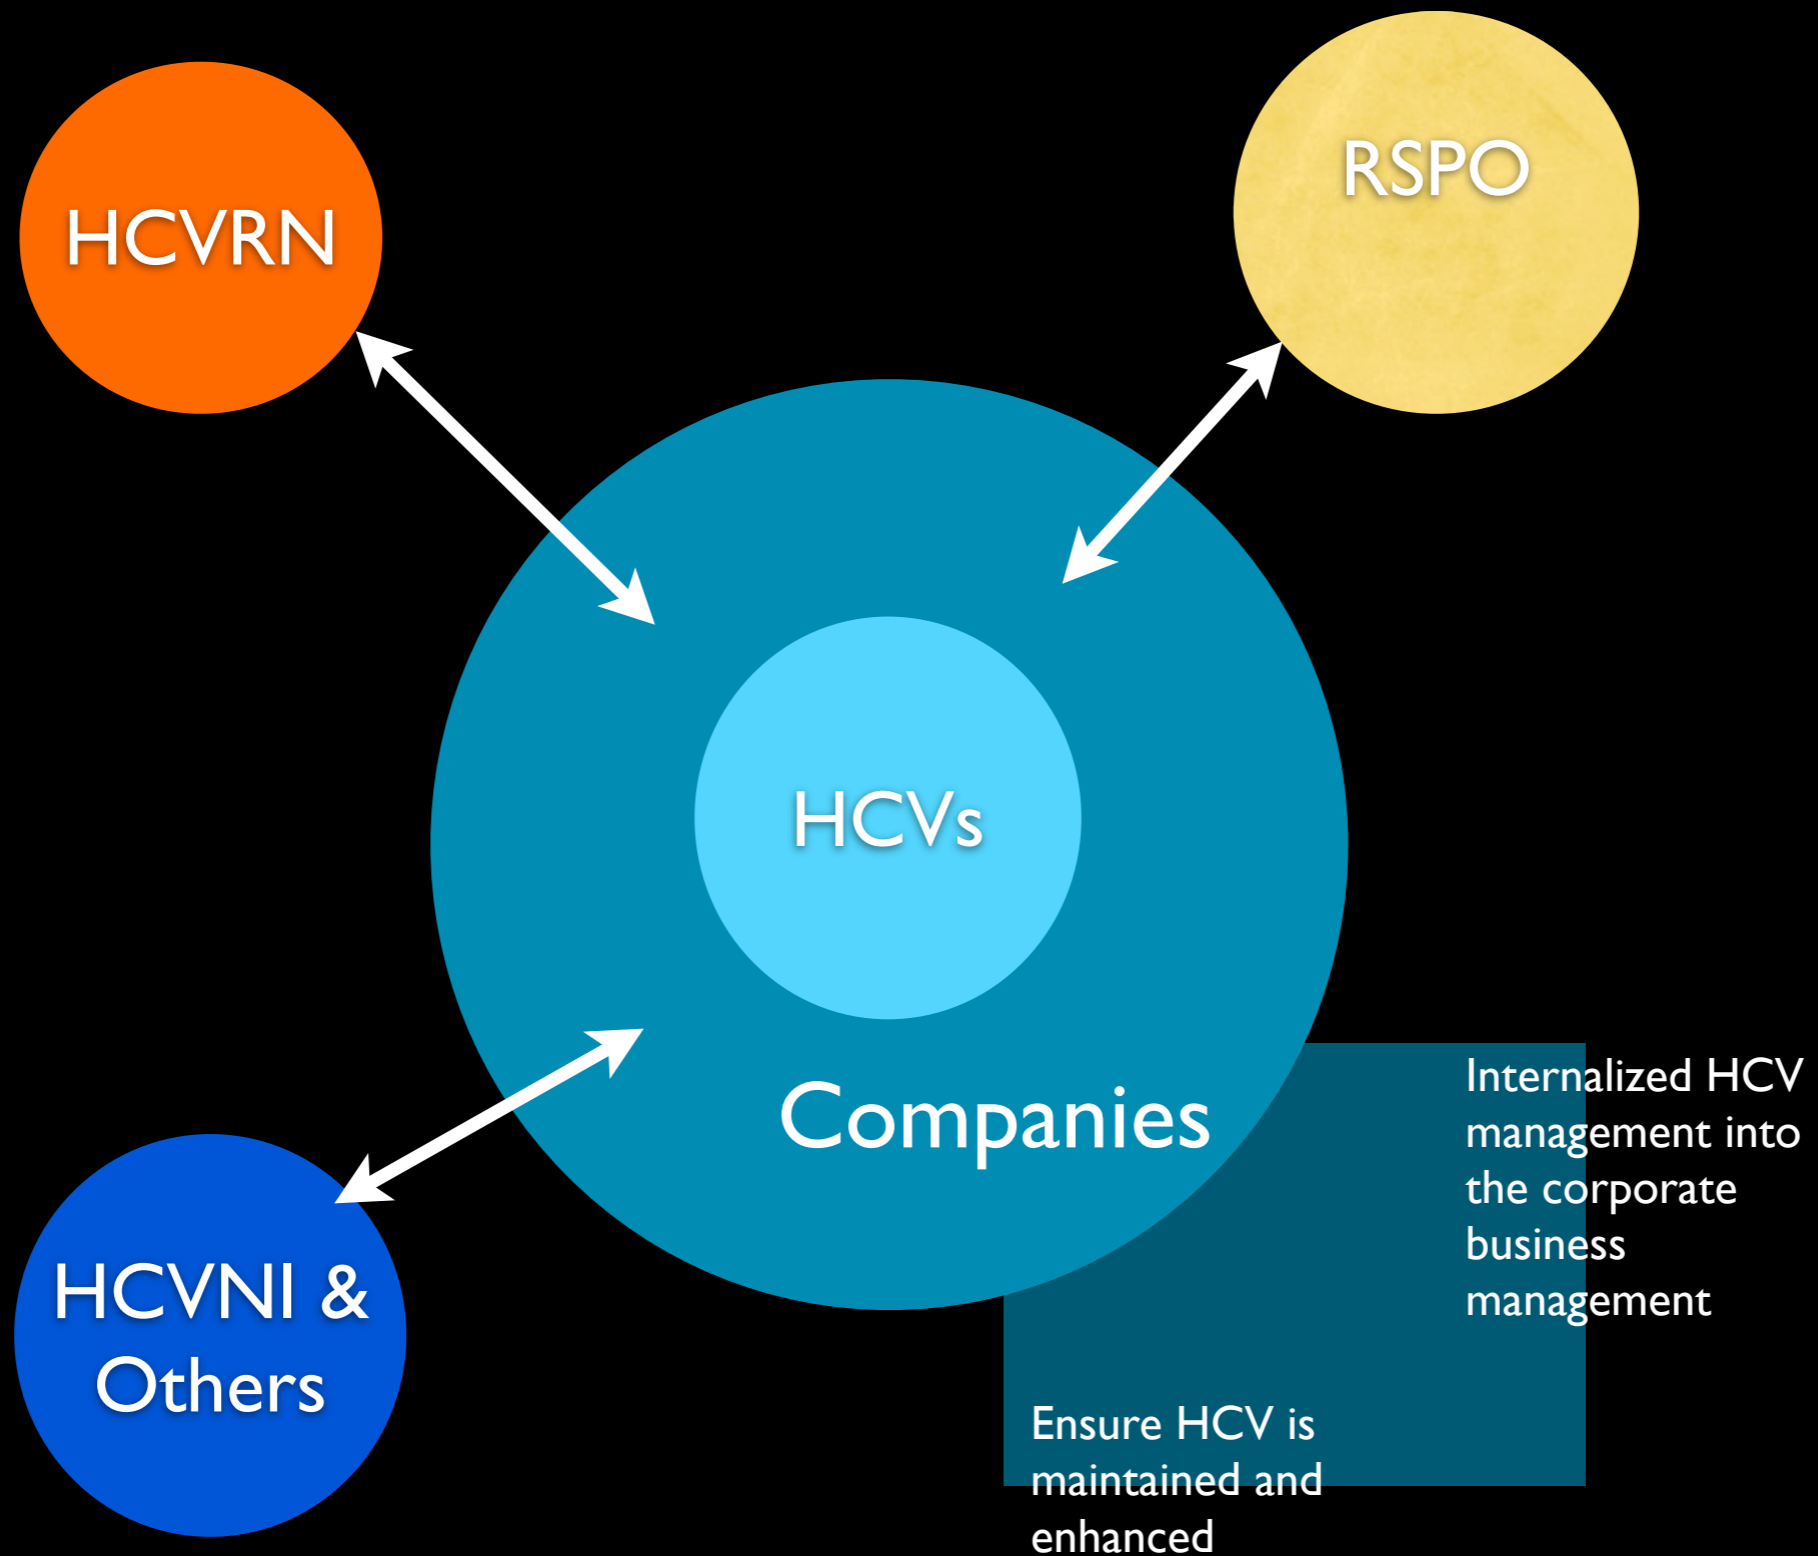 HCVRN
RSPO
HCVs
Companies
Internalized HCV
management into
the corporate
business
management
HCVNI &
Others
Ensure HCV is
maintained and
enhanced